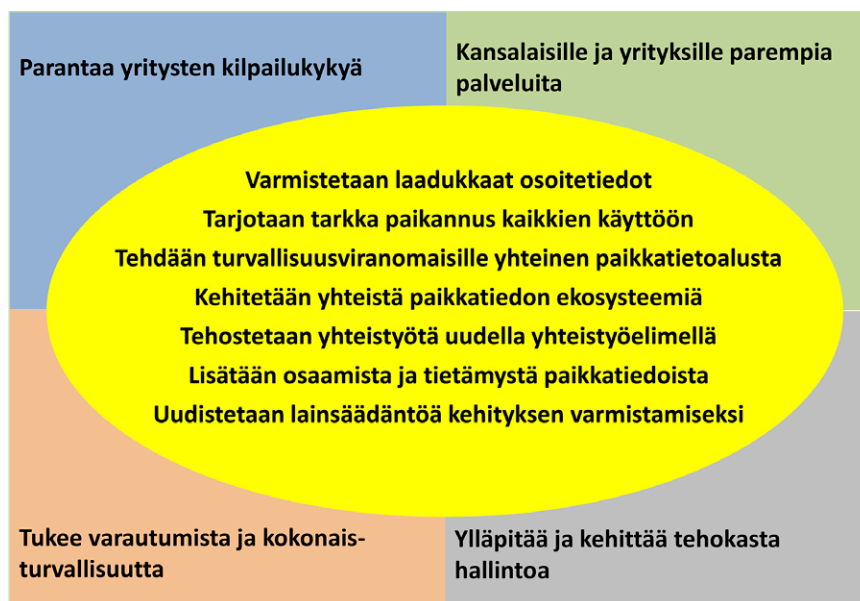 Parantaa yritysten kilpailukykyä
Kansalaisille ja yrityksille parempia
palveluita
Varmistetaan laadukkaat osoitetiedot
Tarjotaan tarkka paikannus kaikkien käyttöön
Tehdään turvallisuusviranomaisille yhteinen paikkatietoalusta
Kehitetään yhteistä paikkatiedon ekosysteemiä
Tehostetaan yhteistyötä uudella yhteistyöelimellä
Lisätään osaamista ja tietämystä paikkatiedoista
Uudistetaan lainsäädäntöä kehityksen varmistamiseksi
Tukee varautumista ja kokonais-
turvallisuutta
Ylläpitää ja kehittää tehokasta
hallintoa